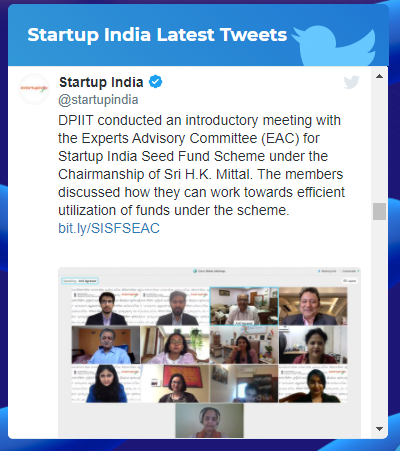 Startup India Latest Tweets
Startup India
@startupindia
DPIIT conducted an introductory meeting with
the Experts Advisory Committee (EAC) for
Startup India Seed Fund Scheme under the
Chairmanship of Sri H.K. Mittal. The members
discussed how they can work towards efficient
utilization of funds under the scheme.
bit.ly/SISFSEAC